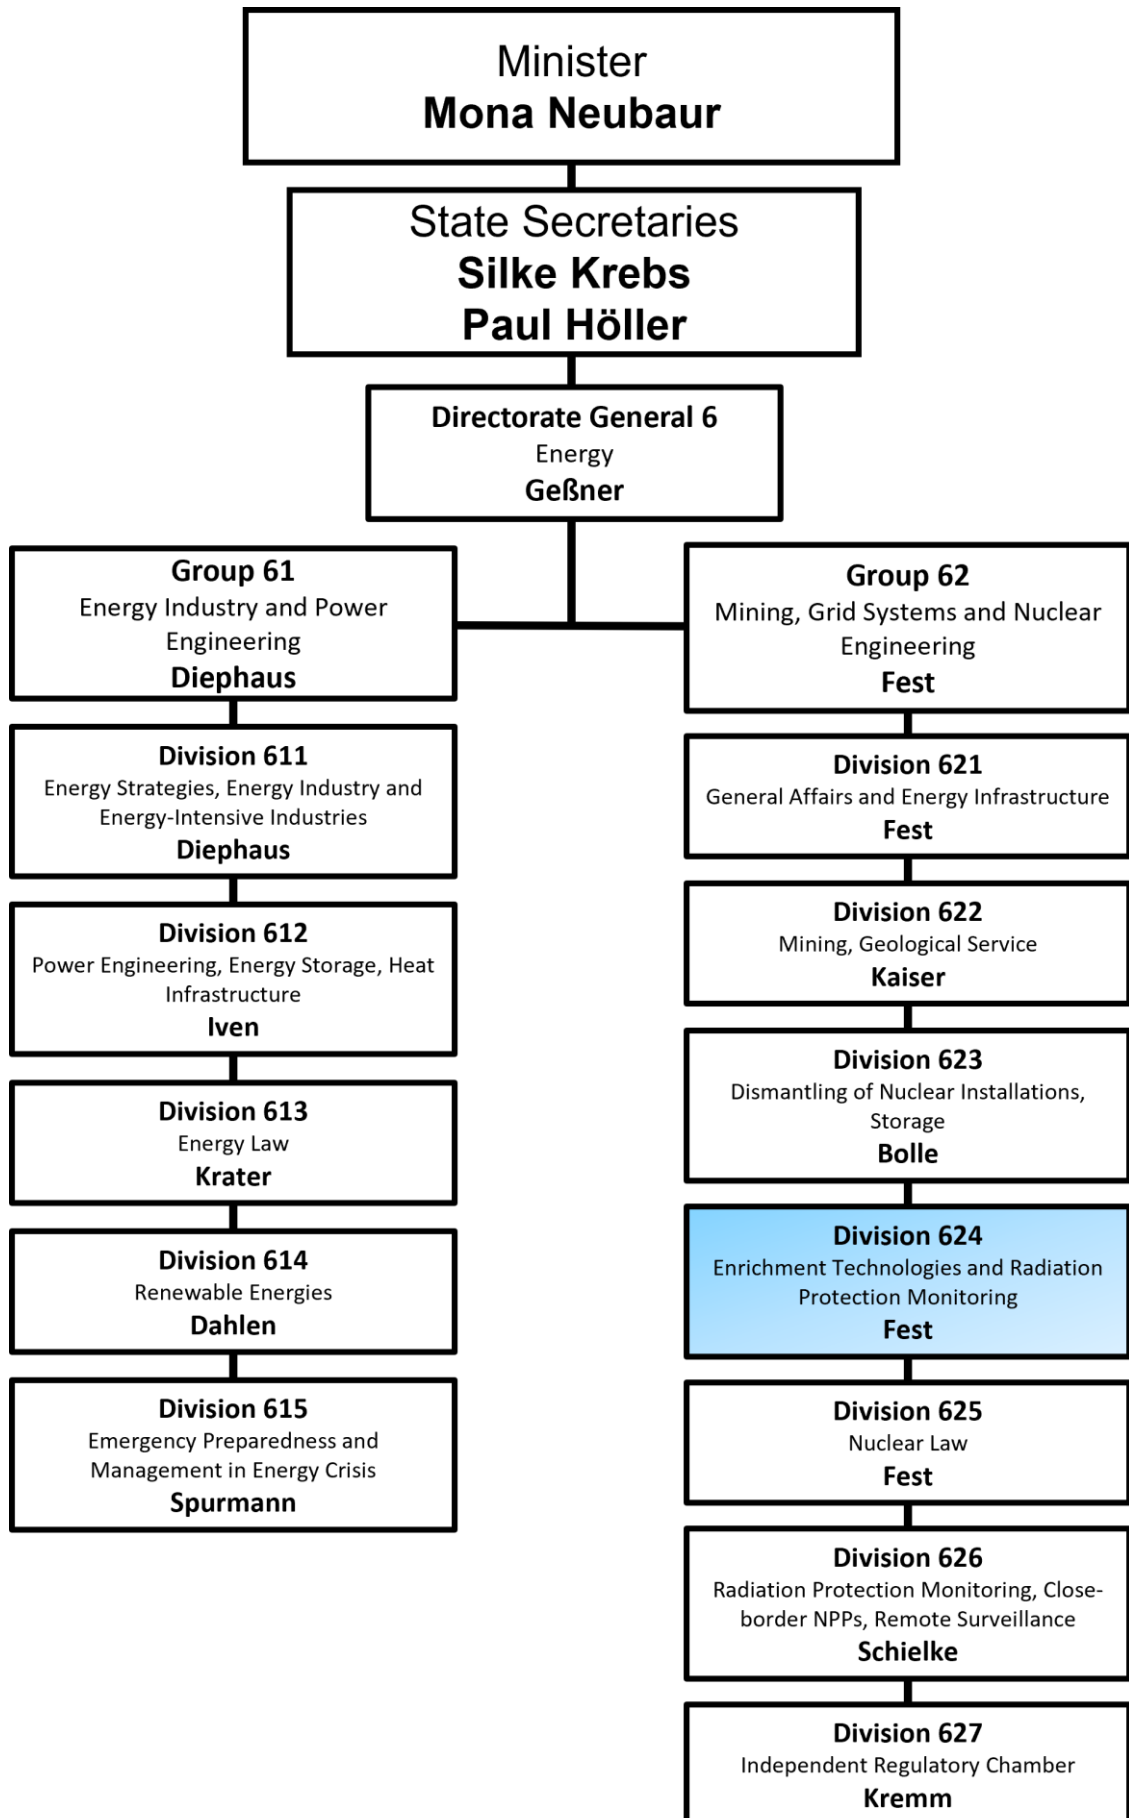 Minister
Mona Neubaur
State Secretaries
Silke Krebs
Paul Höller
Directorate General 6
Energy
Geßner
Group 61
Energy Industry and Power
Engineering
Diephaus
Division 611
Energy Strategies, Energy Industry and
Energy-Intensive Industries
Diephaus
Division 612
Power Engineering, Energy Storage, Heat
Infrastructure
Iven
Division 613
Energy Law
Krater
Division 614
Renewable Energies
Dahlen
Division 615
Emergency Preparedness and
Management in Energy Crisis
Spurmann
Group 62
Mining, Grid Systems and Nuclear
Engineering
Fest
Division 621
General Affairs and Energy Infrastructure
Fest
Division 622
Mining, Geological Service
Kaiser
Division 623
Dismantling of Nuclear Installations,
Storage
Bolle
Division 624
Enrichment Technologies and Radiation
Protection Monitoring
Fest
Division 625
Nuclear Law
Fest
Division 626
Radiation Protection Monitoring, Close-
border NPPs, Remote Surveillance
Schielke
Division 627
Independent Regulatory Chamber
Kremm